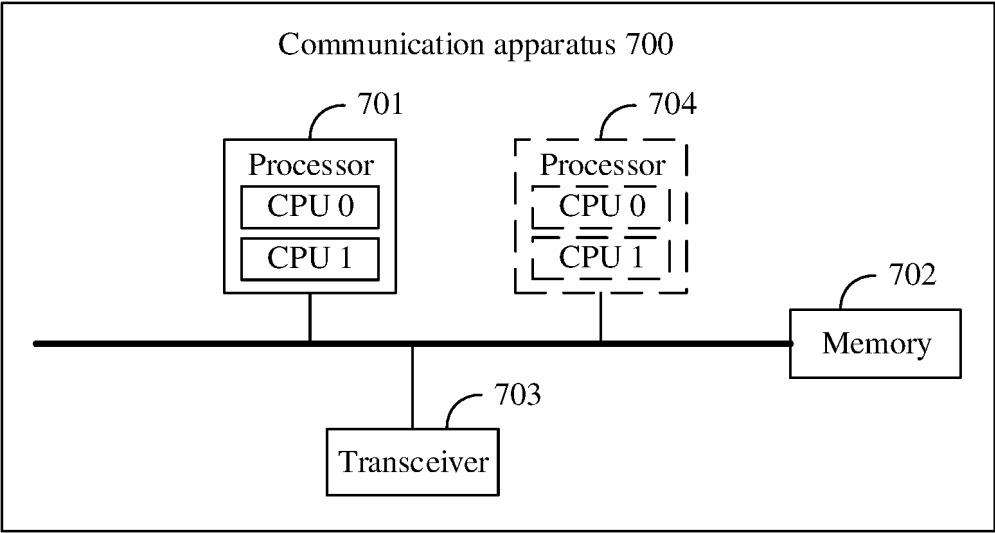 Communication apparatus 700
701
704
Processor
CPU 0
CPU 1
Processor
CPU 0
CPU 1
702
Memory
703
Transceiver